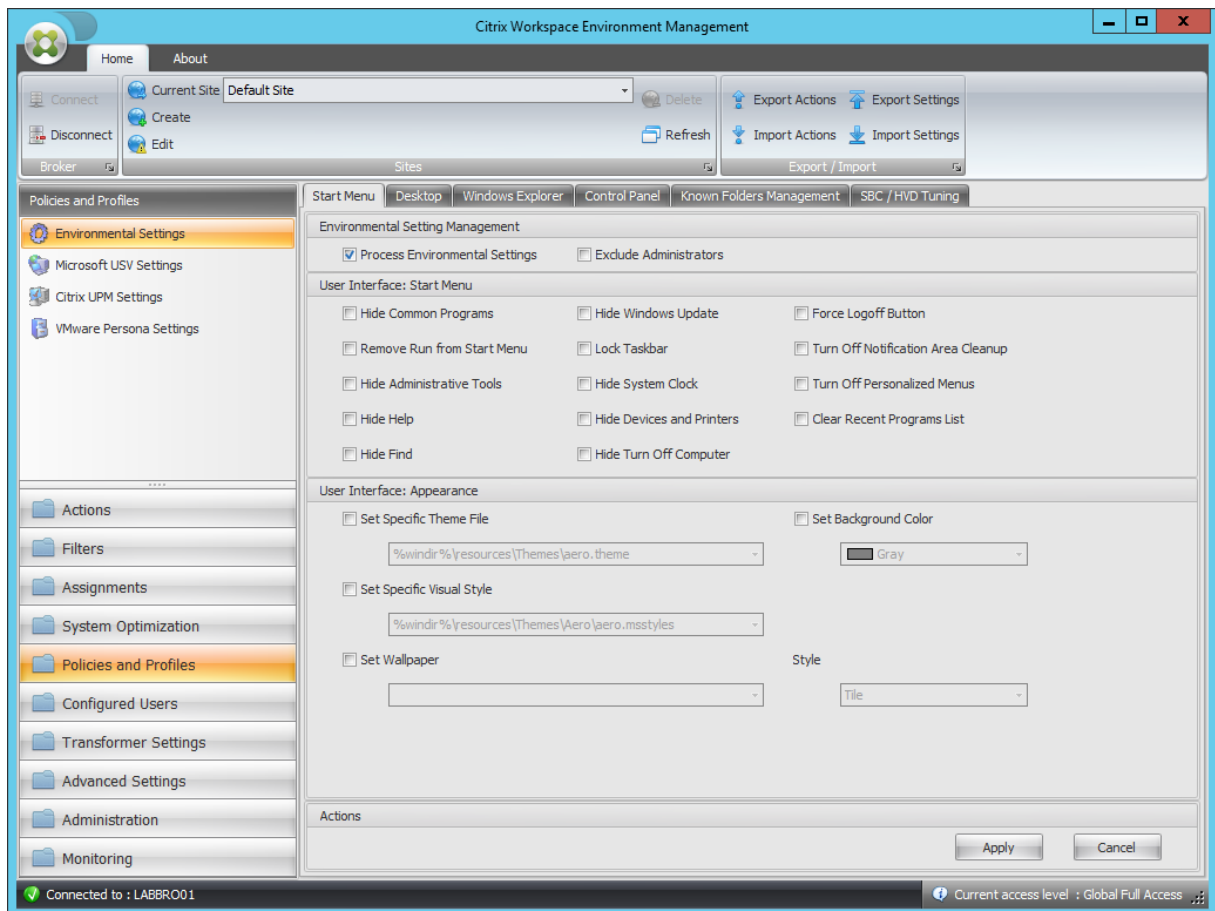 Citrix Workspace Environment Management
Home About
Connect
Disconnect
Broker
Current Site Default Site
Create
Edit
Delete
Refresh
Sites
Export Actions Export Settings
Import Actions Import Settings
Export / Import
Policies and Profiles
Environmental Settings
Microsoft USV Settings
Citrix UPM Settings
VMware Persona Settings
Actions
Filters
Assignments
System Optimization
Policies and Profiles
Configured Users
Transformer Settings
Advanced Settings
Administration
Monitoring
Start Menu Desktop Windows Explorer Control Panel Known Folders Management SBC / HVD Tuning
Environmental Setting Management
Process Environmental Settings Exclude Administrators
User Interface: Start Menu
Hide Common Programs Hide Windows Update Force Logoff Button
Remove Run from Start Menu Lock Taskbar Turn Off Notification Area Cleanup
Hide Administrative Tools Hide System Clock Turn Off Personalized Menus
Hide Help Hide Devices and Printers Clear Recent Programs List
Hide Find Hide Turn Off Computer
User Interface: Appearance
Set Specific Theme File Set Background Color
%windir%\resources\Themes\aero.theme Gray
Set Specific Visual Style
%windir%\resources\Themes\Aero\aero.msstyles
Set Wallpaper Style
Tile
Actions
Apply Cancel
Connected to : LABBRO01 Current access level : Global Full Access